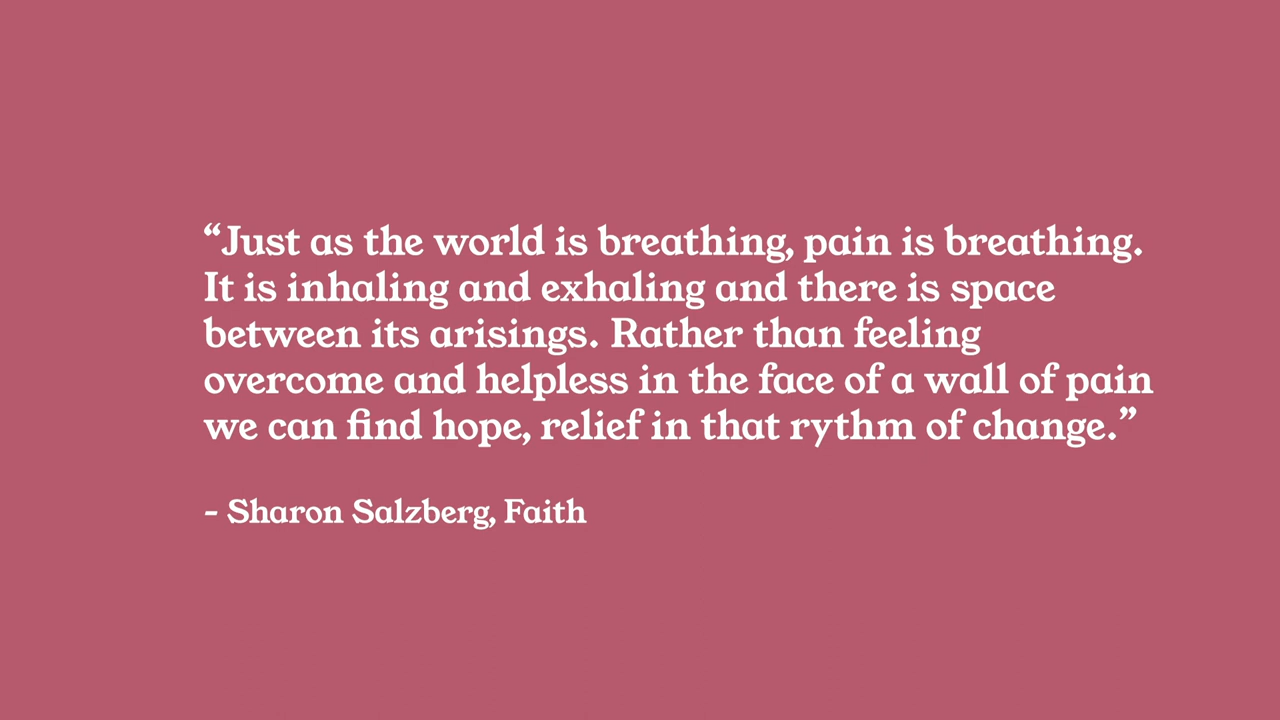 “Just as the world is breathing, pain is breathing.
It is inhaling and exhaling and there is space
between its arisings. Rather than feeling
overcome and helpless in the face of a wall of pain
we can find hope, relief in that rythm of change.”
- Sharon Salzberg, Faith